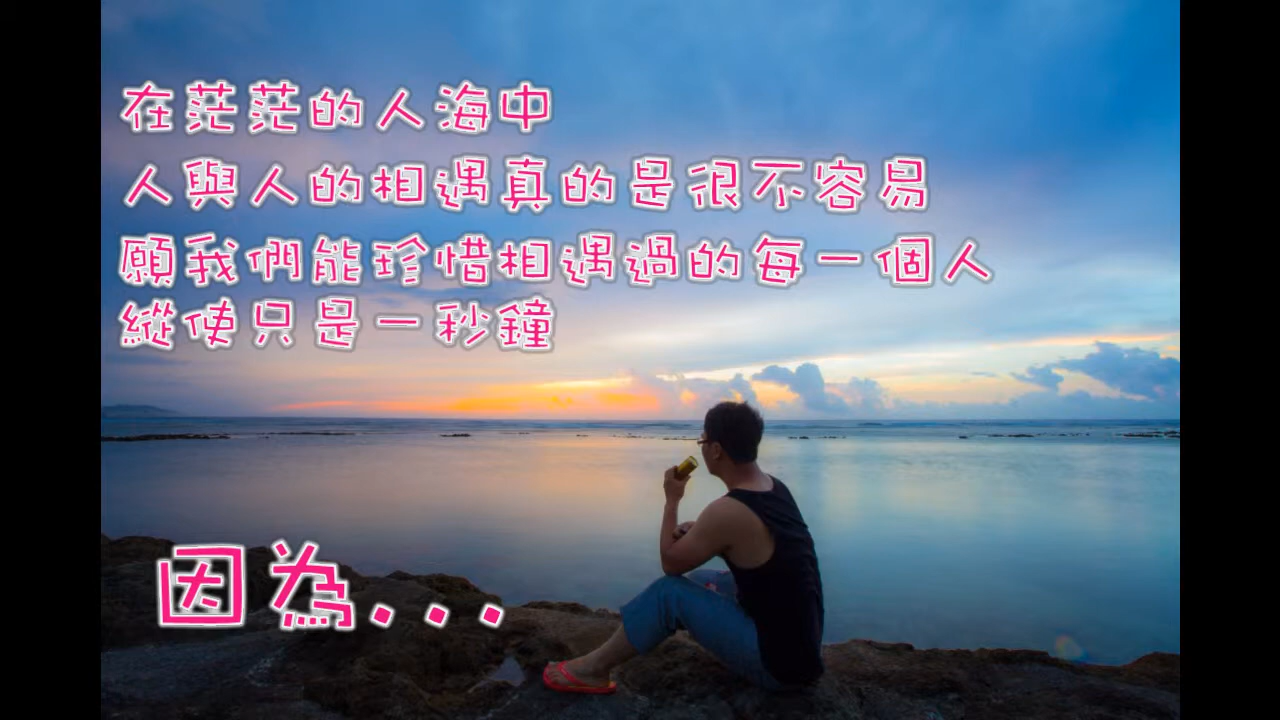 在茫茫的人海中
人與人的相遇真的是很不容易
願我們能珍惜相遇過的每一個人
縱使只是一秒鐘
因為...